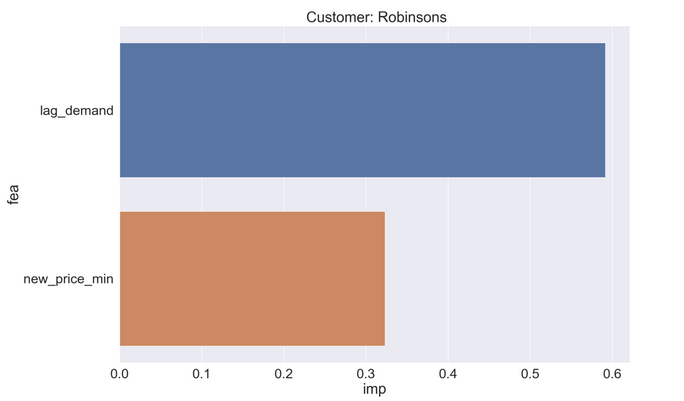 Customer: Robinsons
lag_demand
fea
new_price_min
0.0 0.1 0.2 0.3 0.4 0.5 0.6
imp